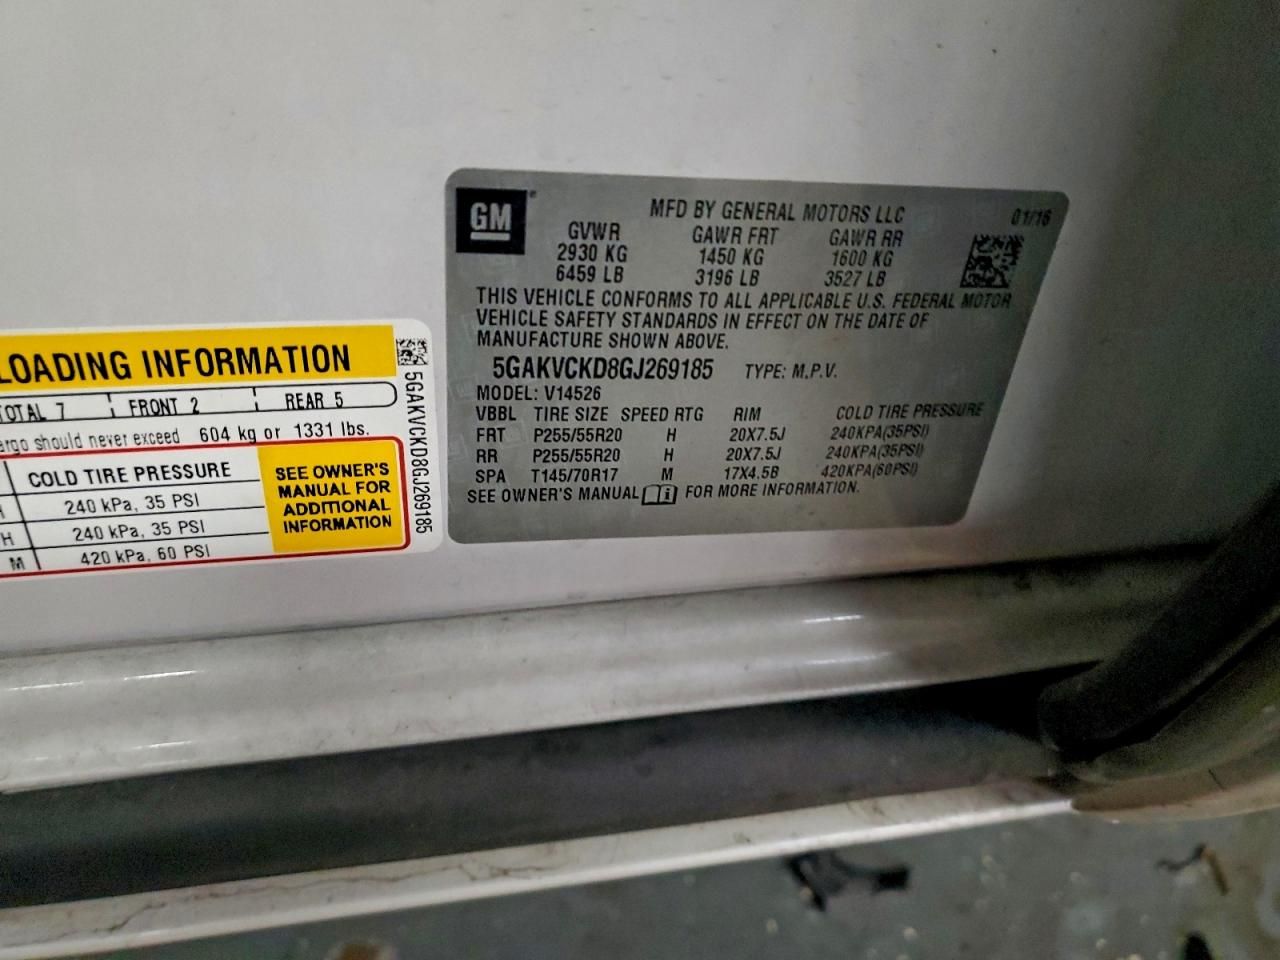 GM
MFD BY GENERAL MOTORS LLC 01/16
GVWR GAWR FRT GAWR RR
2930 KG 1450 KG 1600 KG
6459 LB 3196 LB 3527 LB
THIS VEHICLE CONFORMS TO ALL APPLICABLE U.S. FEDERAL MOTOR
VEHICLE SAFETY STANDARDS IN EFFECT ON THE DATE OF
MANUFACTURE SHOWN ABOVE.
5GAKVCKD8GJ269185 TYPE: M.P.V.
MODEL: V14526
VBBL TIRE SIZE SPEED RTG RIM COLD TIRE PRESSURE
FRT P255/55R20 H 20X7.5J 240KPA(35PSI)
RR P255/55R20 H 20X7.5J 240KPA(35PSI)
SPA T145/70R17 M 17X4.5B 420KPA(60PSI)
SEE OWNER'S MANUAL FOR MORE INFORMATION.
LOADING INFORMATION
TOTAL 7 FRONT 2 REAR 5
argo should never exceed 604 kg or 1331 lbs.
COLD TIRE PRESSURE
H 240 kPa, 35 PSI
H 240 kPa, 35 PSI
M 420 kPa, 60 PSI
SEE OWNER'S
MANUAL FOR
ADDITIONAL
INFORMATION
5GAKVCKD8GJ269185